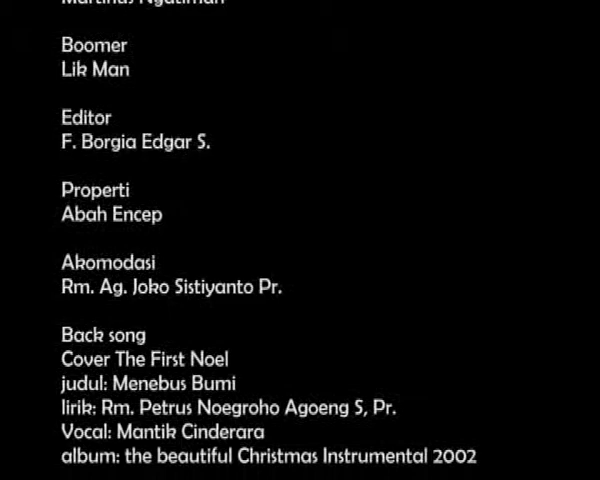 Martinus Ngatiman
Boomer
Lik Man
Editor
F. Borgia Edgar S.
Properti
Abah Encep
Akomodasi
Rm. Ag. Joko Sistiyanto Pr.
Back song
Cover The First Noel
judul: Menebus Bumi
lirik: Rm. Petrus Noegroho Agoeng S, Pr.
Vocal: Mantik Cinderara
album: the beautiful Christmas Instrumental 2002